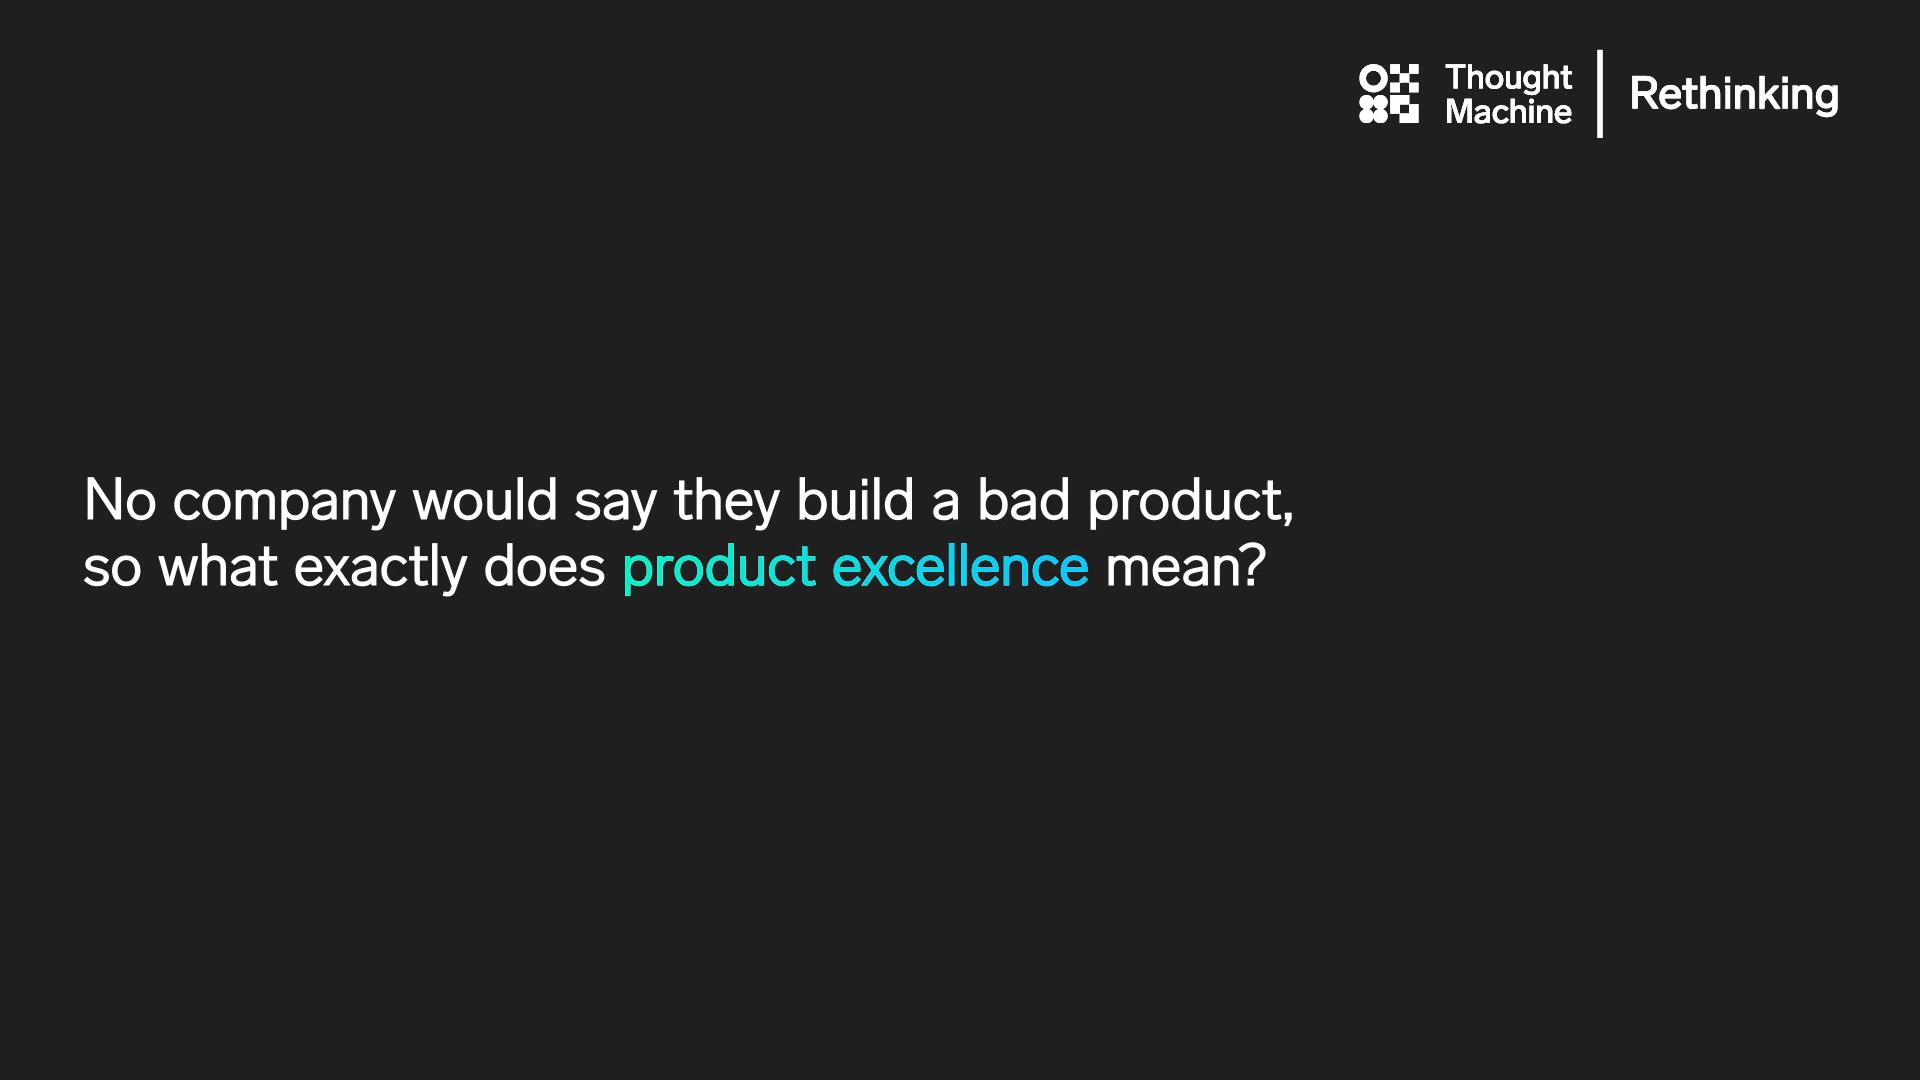 Thought
Machine
Rethinking
No company would say they build a bad product,
so what exactly does product excellence mean?